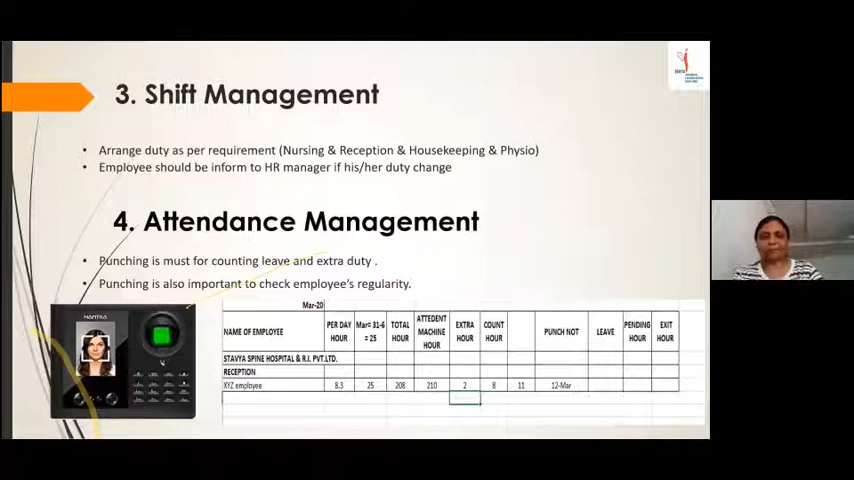 3. Shift Management
• Arrange duty as per requirement (Nursing & Reception & Housekeeping & Physio)
• Employee should be inform to HR manager if his/her duty change
4. Attendance Management
• Punching is must for counting leave and extra duty .
• Punching is also important to check employee's regularity.
MANTRA
Mar-20
NAME OF EMPLOYEE PER DAY HOUR Mar= 31-6 = 25 TOTAL HOUR ATTEDENT MACHINE HOUR EXTRA HOUR COUNT HOUR PUNCH NOT LEAVE PENDING HOUR EXIT HOUR
STAVYA SPINE HOSPITAL & R.I. PVT.LTD.
RECEPTION
XYZ employee 8.3 25 208 210 2 8 11 12-Mar